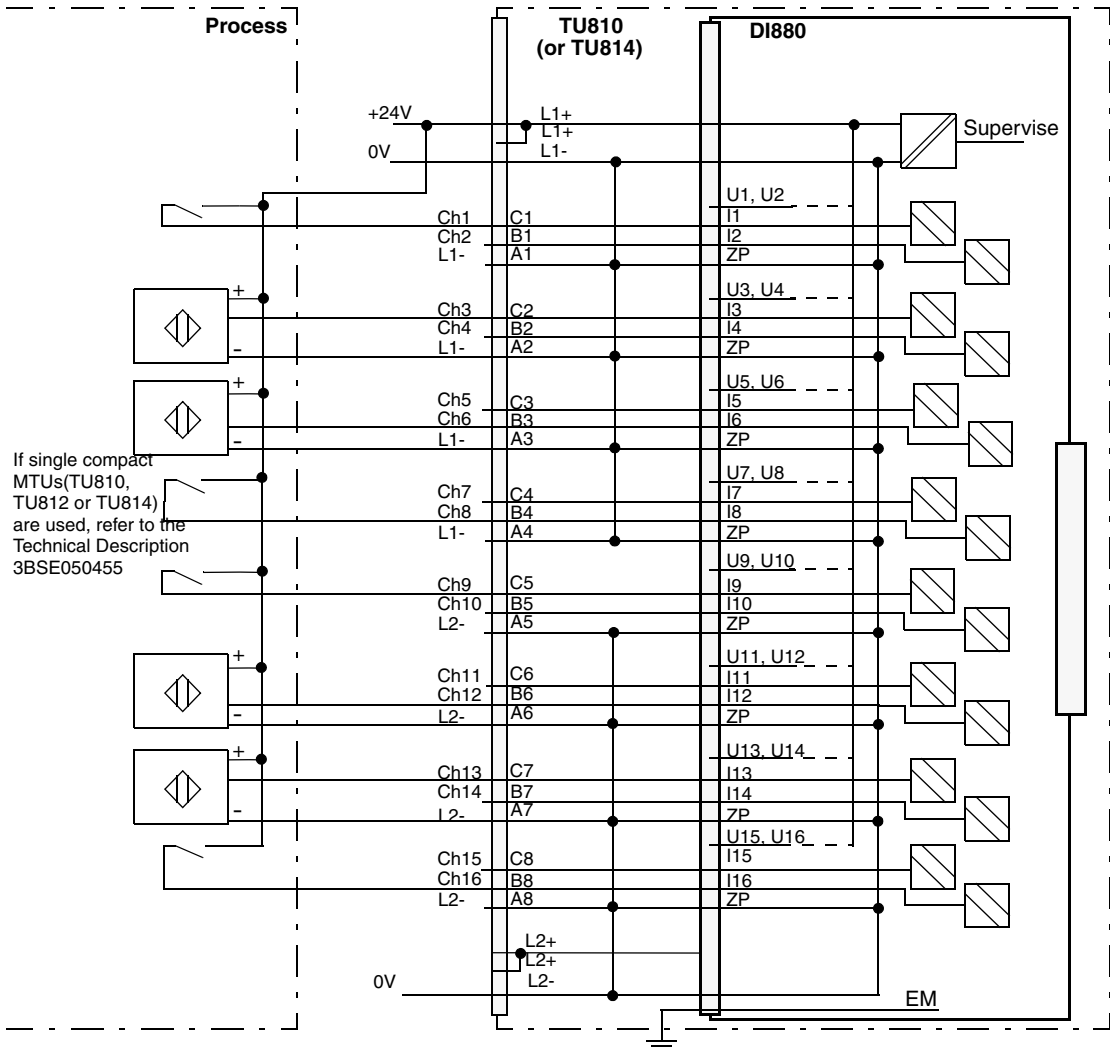 Process
TU810
(or TU814)
DI880
+24V
L1+
L1+
0V
L1-
Supervise
U1, U2
Ch1 C1 I1
Ch2 B1 I2
L1- A1 ZP
+
U3, U4
Ch3 C2 I3
Ch4 B2 I4
- L1- A2 ZP
+
U5, U6
Ch5 C3 I5
Ch6 B3 I6
- L1- A3 ZP
If single compact
MTUs(TU810,
TU812 or TU814)
are used, refer to the
Technical Description
3BSE050455
U7, U8
Ch7 C4 I7
Ch8 B4 I8
L1- A4 ZP
U9, U10
Ch9 C5 I9
Ch10 B5 I10
L2- A5 ZP
+
U11, U12
Ch11 C6 I11
Ch12 B6 I12
- L2- A6 ZP
+
U13, U14
Ch13 C7 I13
Ch14 B7 I14
- L2- A7 ZP
U15, U16
Ch15 C8 I15
Ch16 B8 I16
L2- A8 ZP
L2+
L2+
0V
L2-
EM